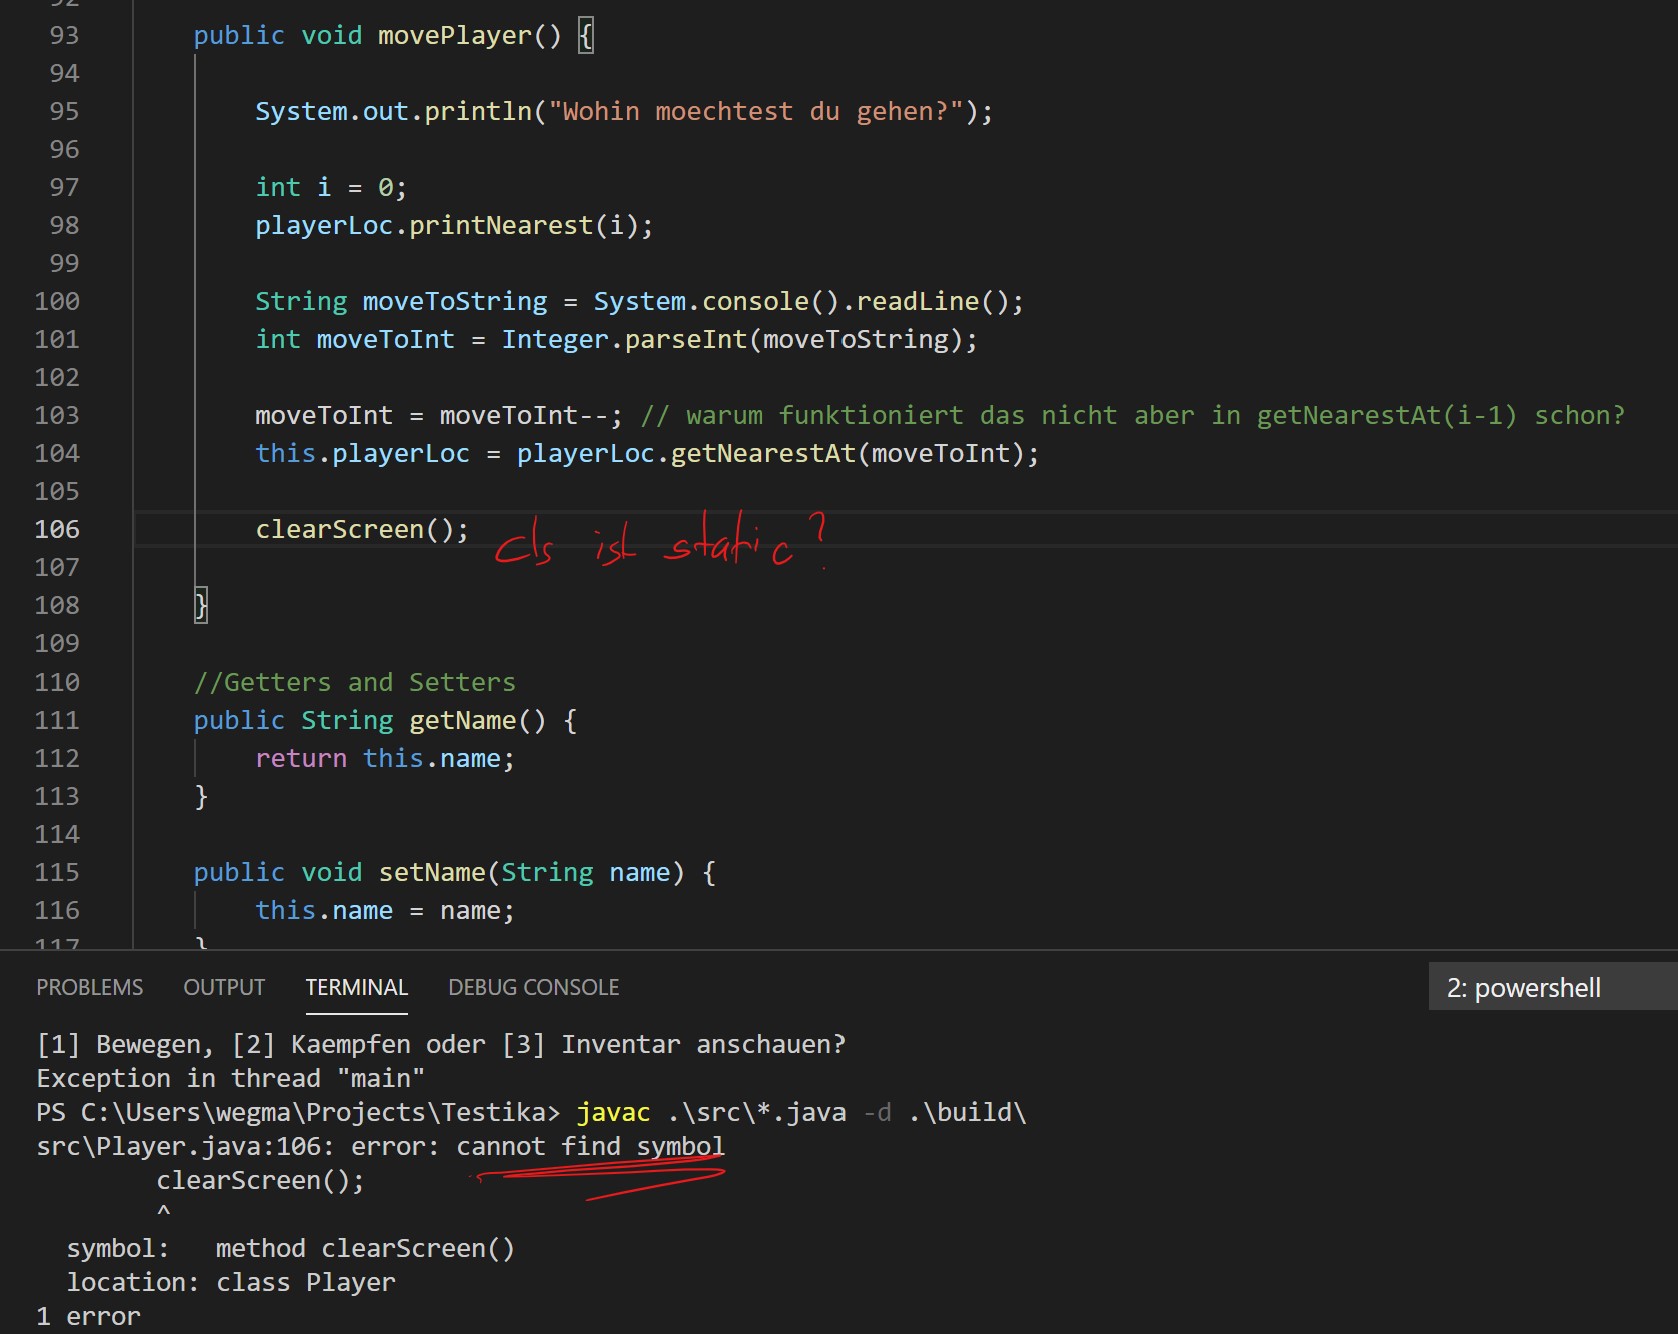 92
93 public void movePlayer() {
94
95 System.out.println("Wohin moechtest du gehen?");
96
97 int i = 0;
98 playerLoc.printNearest(i);
99
100 String moveToString = System.console().readLine();
101 int moveToInt = Integer.parseInt(moveToString);
102
103 moveToInt = moveToInt--; // warum funktioniert das nicht aber in getNearestAt(i-1) schon?
104 this.playerLoc = playerLoc.getNearestAt(moveToInt);
105
106 clearScreen(); cls ist static?
107
108 }
109
110 //Getters and Setters
111 public String getName() {
112 return this.name;
113 }
114
115 public void setName(String name) {
116 this.name = name;
117 }
PROBLEMS OUTPUT TERMINAL DEBUG CONSOLE 2: powershell
[1] Bewegen, [2] Kaempfen oder [3] Inventar anschauen?
Exception in thread "main"
PS C:\Users\wegma\Projects\Testika> javac .\src\*.java -d .\build\
src\Player.java:106: error: cannot find symbol
clearScreen();
^
symbol: method clearScreen()
location: class Player
1 error